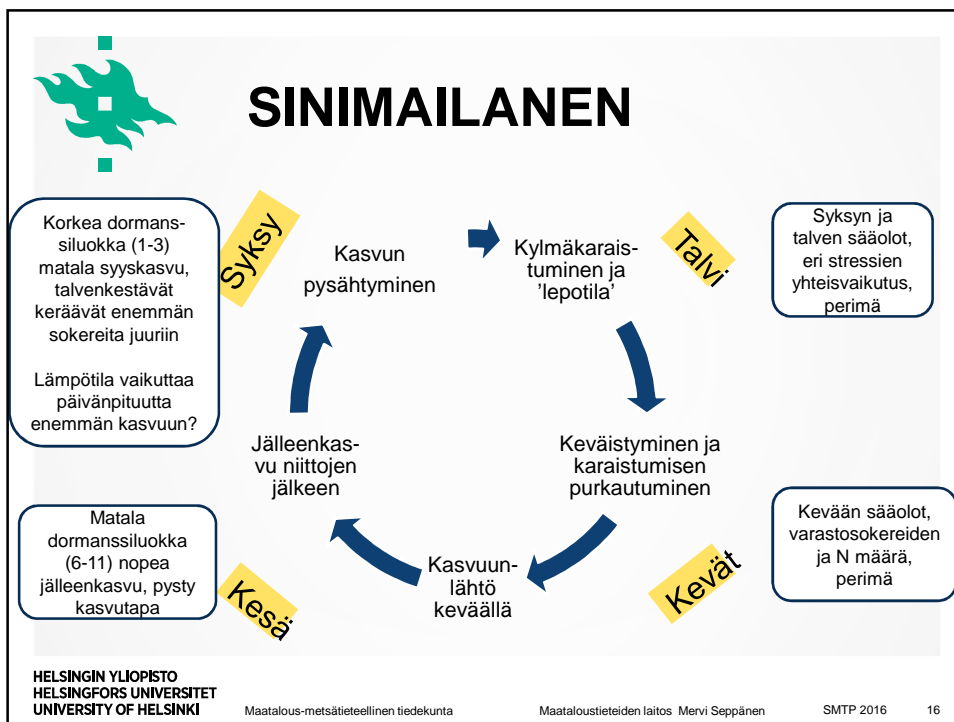 SINIMAILANEN
Korkea dormans-
siluokka (1-3)
matala syyskasvu,
talvenkestävät
keräävät enemmän
sokereita juuriin
Lämpötila vaikuttaa
päivänpituutta
enemmän kasvuun?
Syksy
Kasvun
pysähtyminen
Kylmäkarais-
tuminen ja
'lepotila'
Talvi
Syksyn ja
talven sääolot,
eri stressien
yhteisvaikutus,
perimä
Jälleenkas-
vu niittojen
jälkeen
Keväistyminen ja
karaistumisen
purkautuminen
Matala
dormanssiluokka
(6-11) nopea
jälleenkasvu, pysty
kasvutapa
Kesä
Kasvuun-
lähtö
keväällä
Kevät
Kevään sääolot,
varastosokereiden
ja N määrä,
perimä
HELSINGIN YLIOPISTO
HELSINGFORS UNIVERSITET
UNIVERSITY OF HELSINKI
Maatalous-metsätieteellinen tiedekunta
Maataloustieteiden laitos Mervi Seppänen
SMTP 2016
16